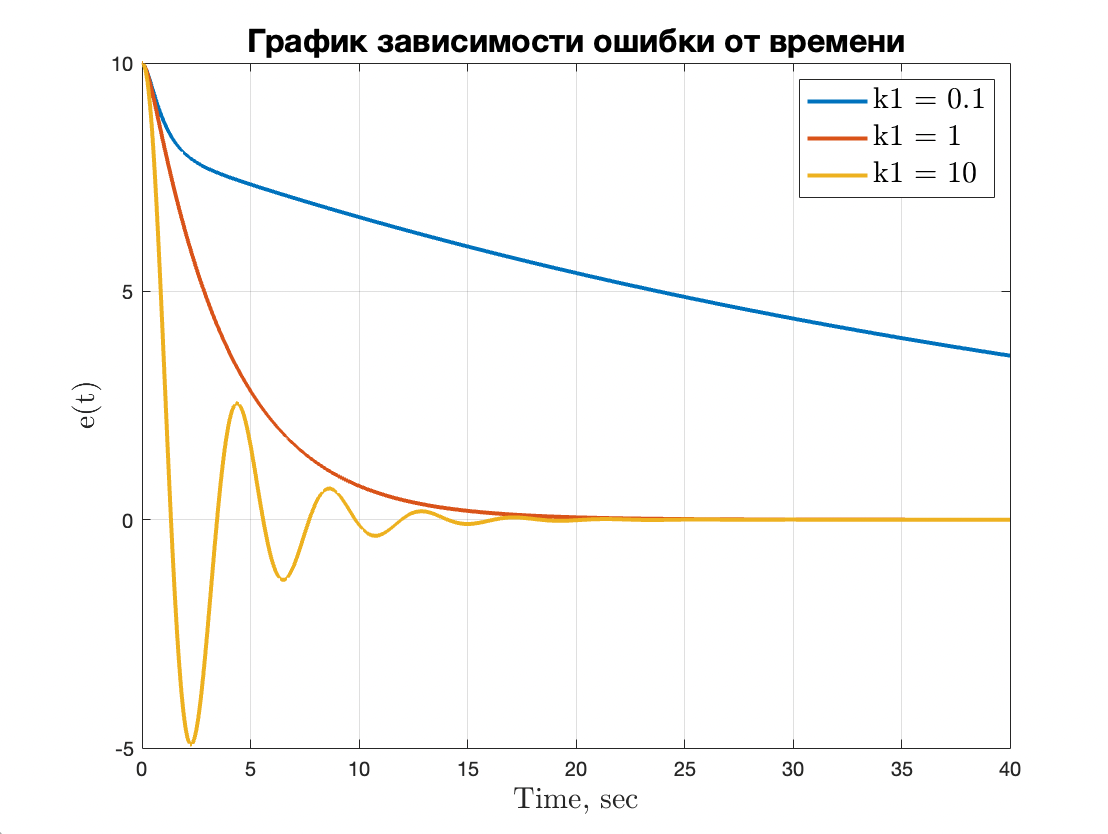 График зависимости ошибки от времени
10
5
0
-5
e(t)
k1 = 0.1
k1 = 1
k1 = 10
0 5 10 15 20 25 30 35 40
Time, sec